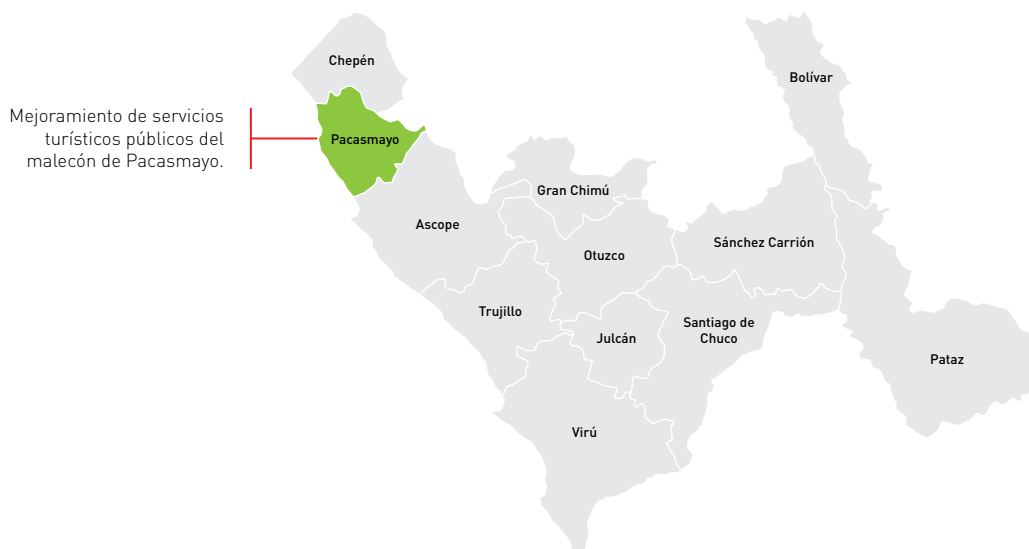 Chepén
Bolívar
Mejoramiento de servicios
turísticos públicos del
malecón de Pacasmayo.
Pacasmayo
Gran Chimú
Ascope
Sánchez Carrión
Otuzco
Trujillo
Santiago de
Chuco
Julcán
Pataz
Virú